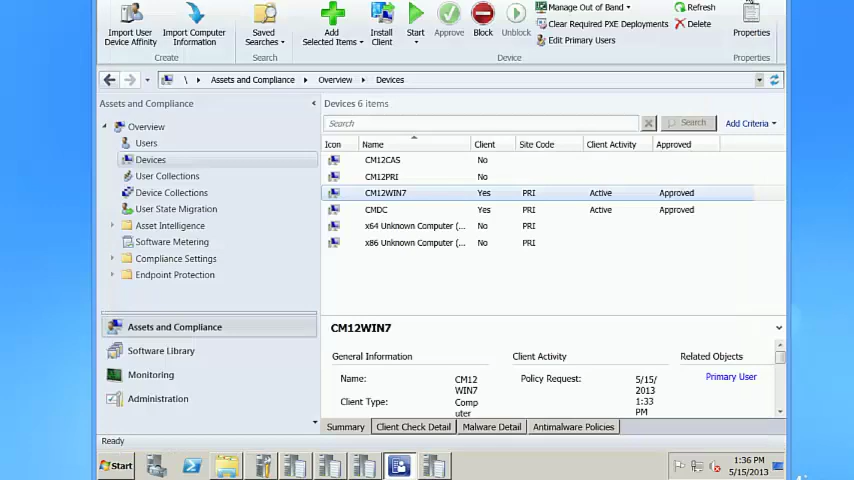 Import User
Device Affinity
Import Computer
Information
Create
Saved
Searches
Search
Add
Selected Items
Install
Client
Start
Approve
Block
Unblock
Manage Out of Band
Clear Required PXE Deployments
Edit Primary Users
Device
Refresh
Delete
Properties
Properties
\ Assets and Compliance Overview Devices
Assets and Compliance
Overview
Users
Devices
User Collections
Device Collections
User State Migration
Asset Intelligence
Software Metering
Compliance Settings
Endpoint Protection
Assets and Compliance
Software Library
Monitoring
Administration
Devices 6 items
Search Search Add Criteria
Icon Name Client Site Code Client Activity Approved
CM12CAS No
CM12PRI No
CM12WIN7 Yes PRI Active Approved
CMDC Yes PRI Active Approved
x64 Unknown Computer (... No PRI
x86 Unknown Computer (... No PRI
CM12WIN7
General Information
Name: CM12
WIN7
Client Type: Comp
uter
Client Activity
Policy Request: 5/15/
2013
1:33
PM
Related Objects
Primary User
Summary Client Check Detail Malware Detail Antimalware Policies
Ready
Start
1:36 PM
5/15/2013